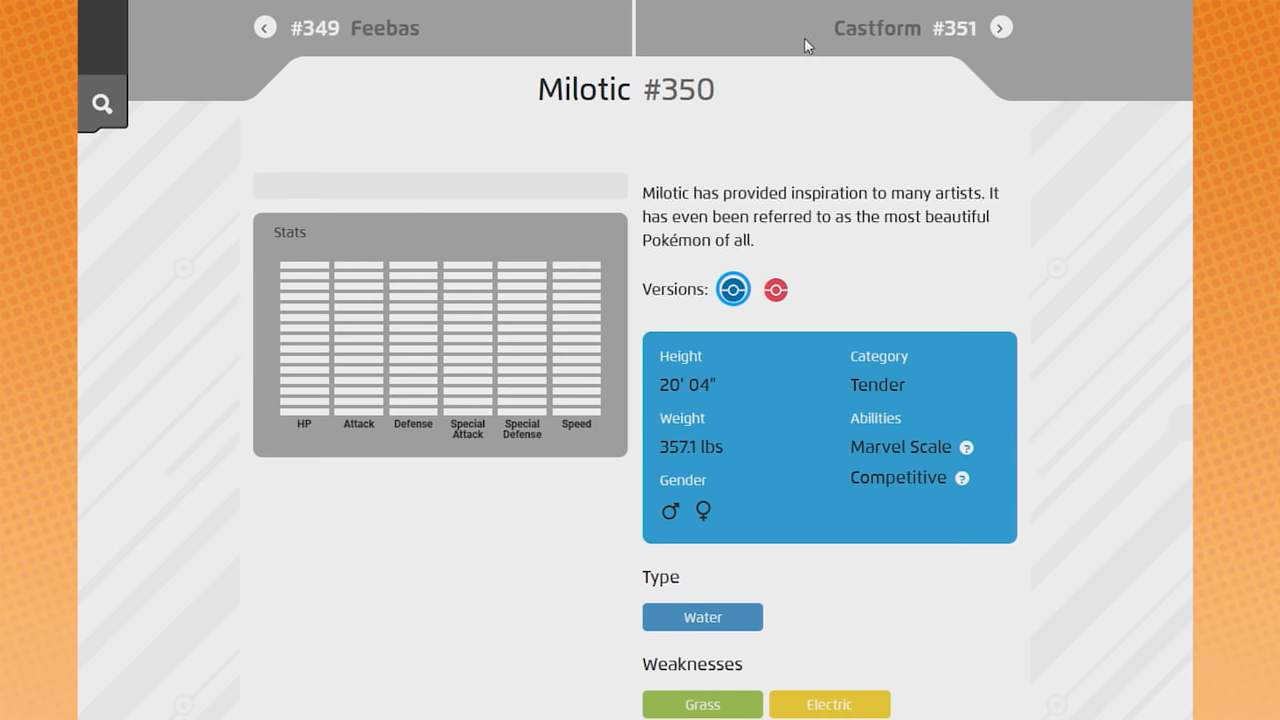 #349 Feebas
Castform #351
Milotic #350
Milotic has provided inspiration to many artists. It
has even been referred to as the most beautiful
Pokémon of all.
Versions:
Stats
HP
Attack
Defense
Special
Attack
Special
Defense
Speed
Height
20' 04"
Weight
357.1 lbs
Gender
Category
Tender
Abilities
Marvel Scale ?
Competitive ?
Type
Water
Weaknesses
Grass
Electric